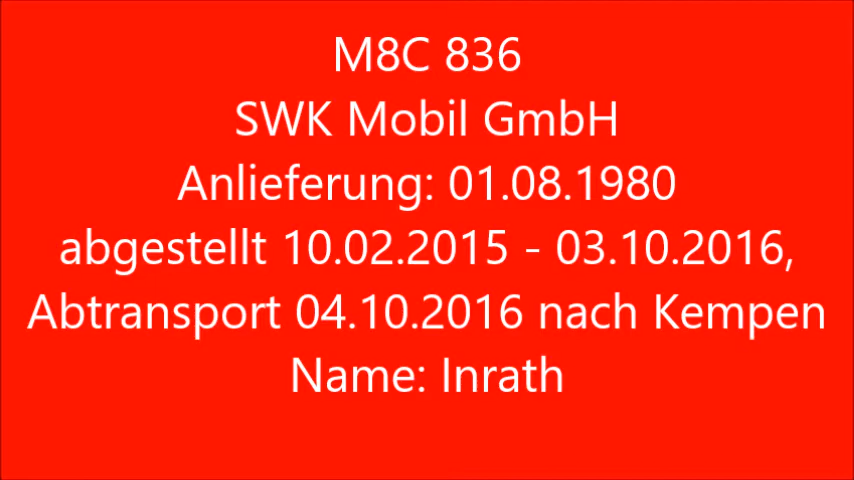 M8C 836
SWK Mobil GmbH
Anlieferung: 01.08.1980
abgestellt 10.02.2015 - 03.10.2016,
Abtransport 04.10.2016 nach Kempen
Name: Inrath